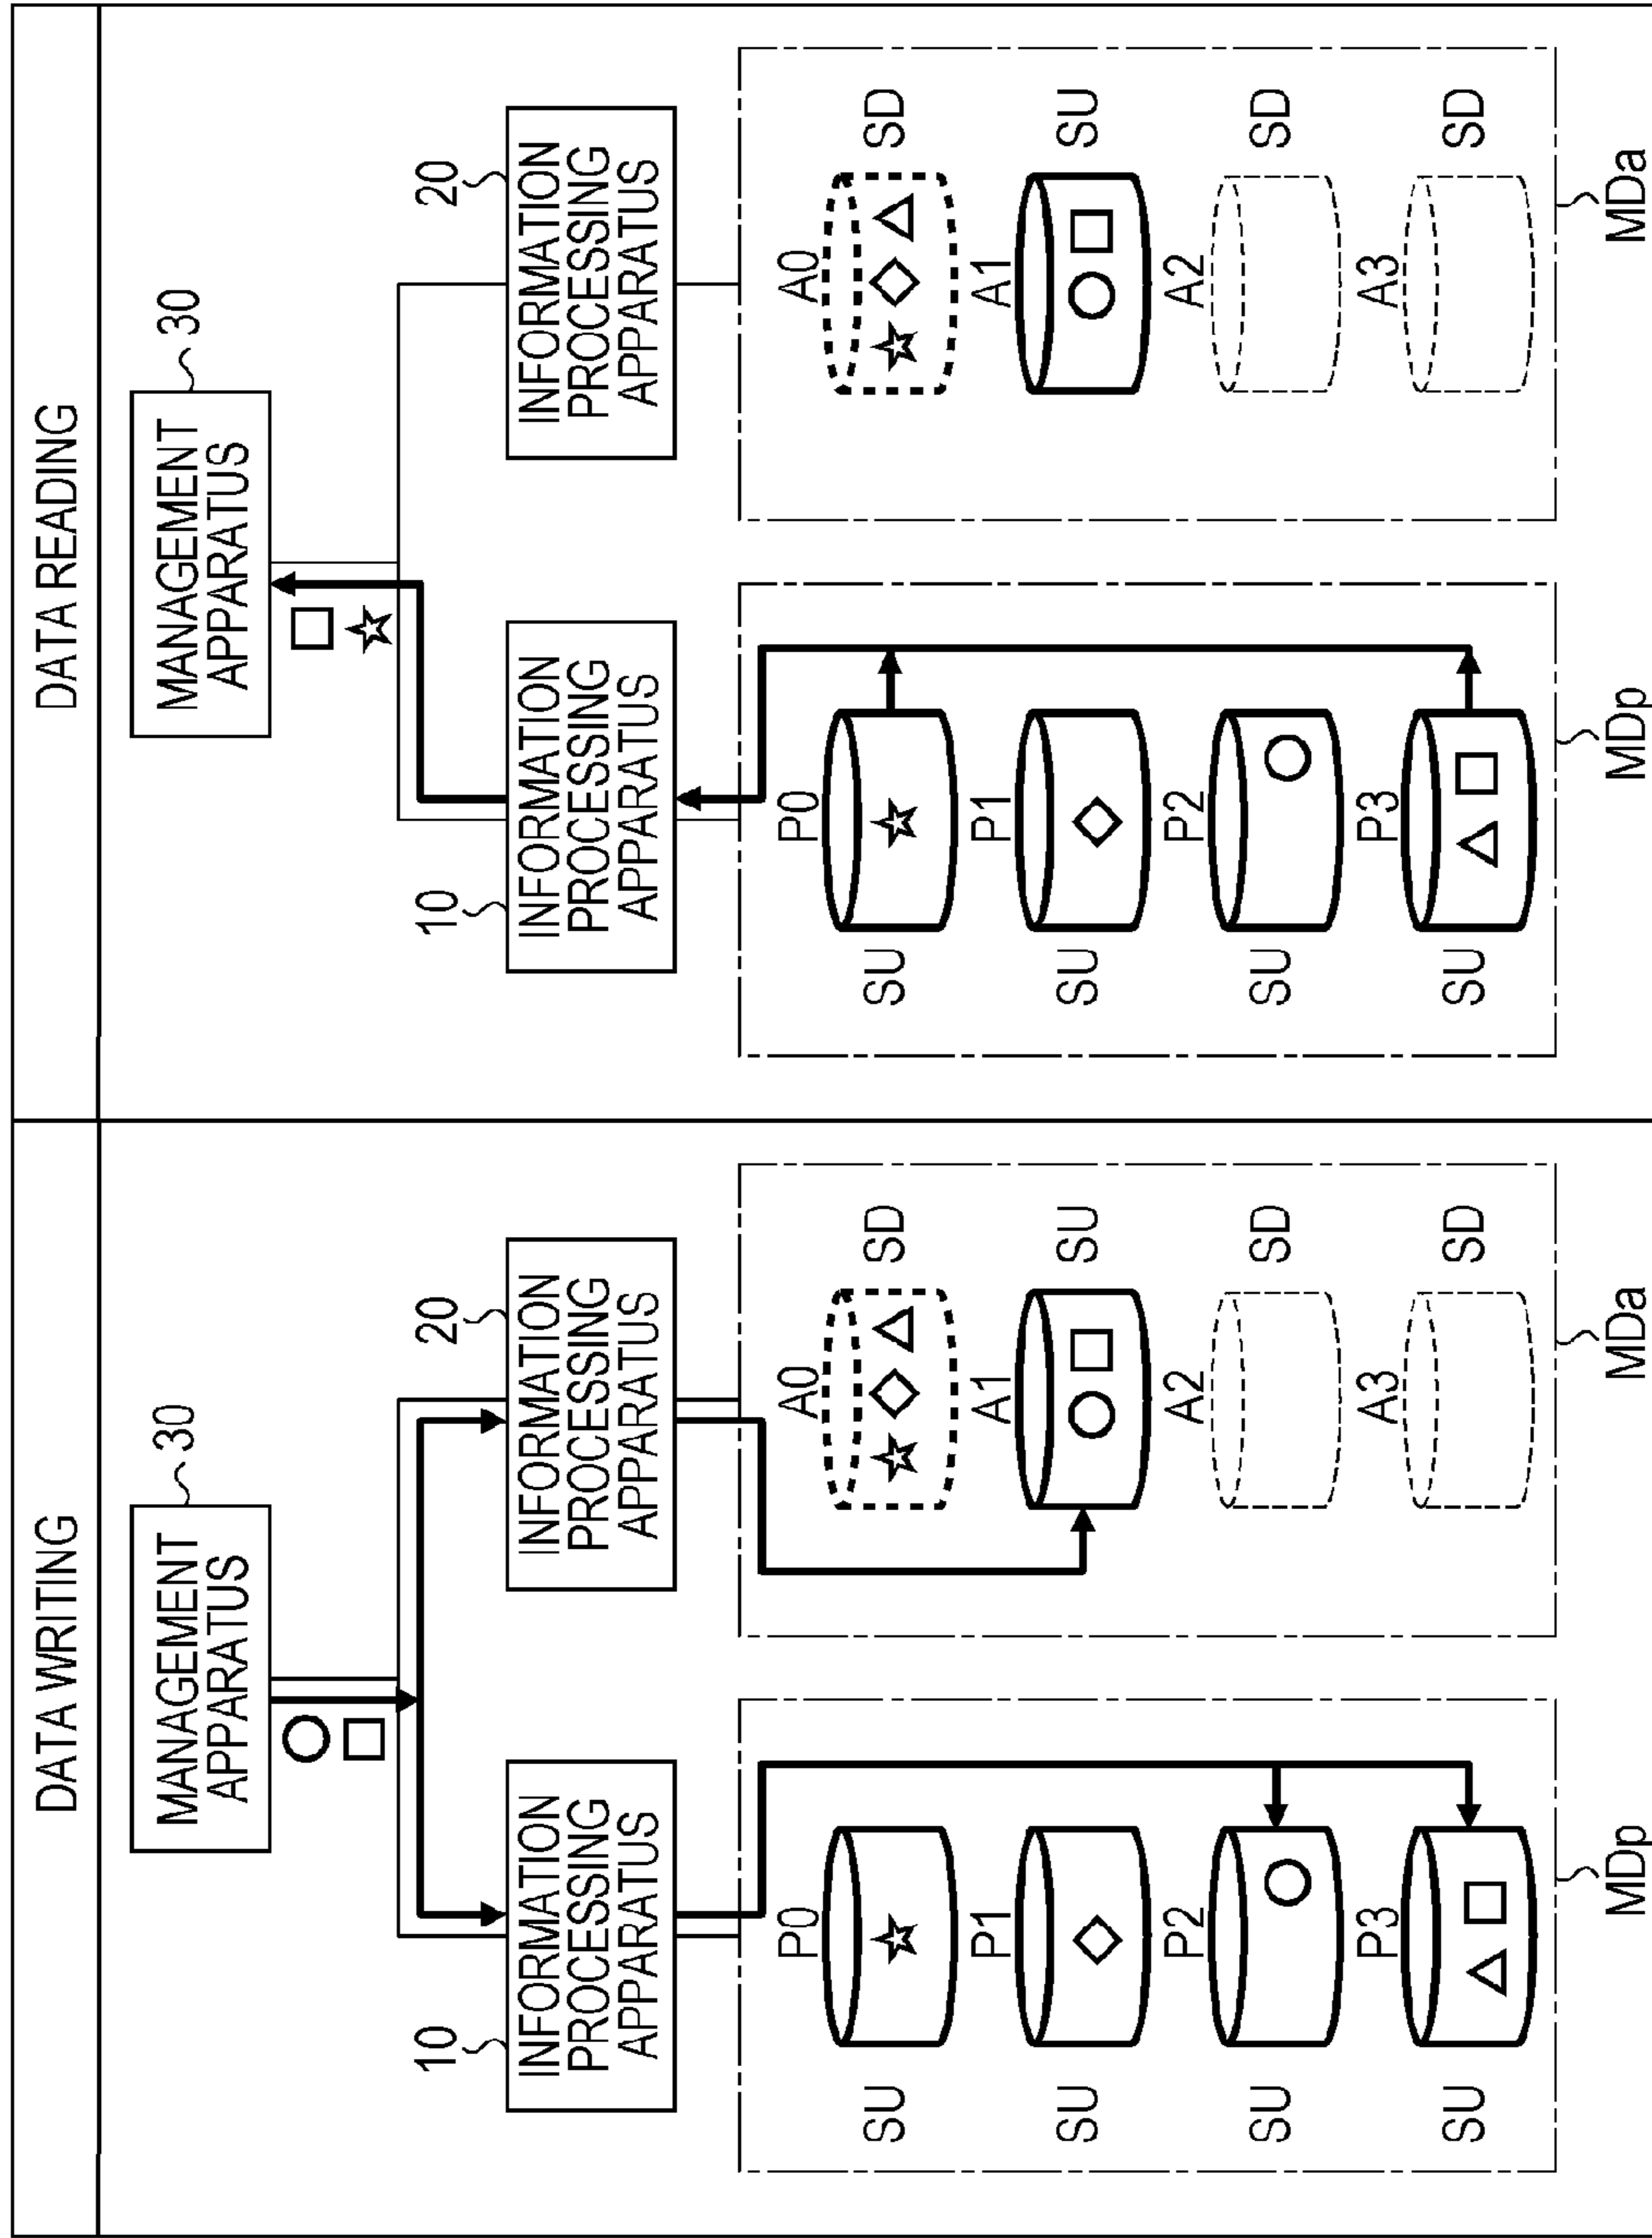 DATA WRITING
30
MANAGEMENT
APPARATUS
10
20
INFORMATION
PROCESSING
APPARATUS
INFORMATION
PROCESSING
APPARATUS
P0
A0
SU
SD
P1
A1
SU
SU
P2
A2
SU
SD
P3
A3
SU
SD
MDp
MDa
DATA READING
30
MANAGEMENT
APPARATUS
10
20
INFORMATION
PROCESSING
APPARATUS
INFORMATION
PROCESSING
APPARATUS
P0
A0
SU
SD
P1
A1
SU
SU
P2
A2
SU
SD
P3
A3
SU
SD
MDp
MDa